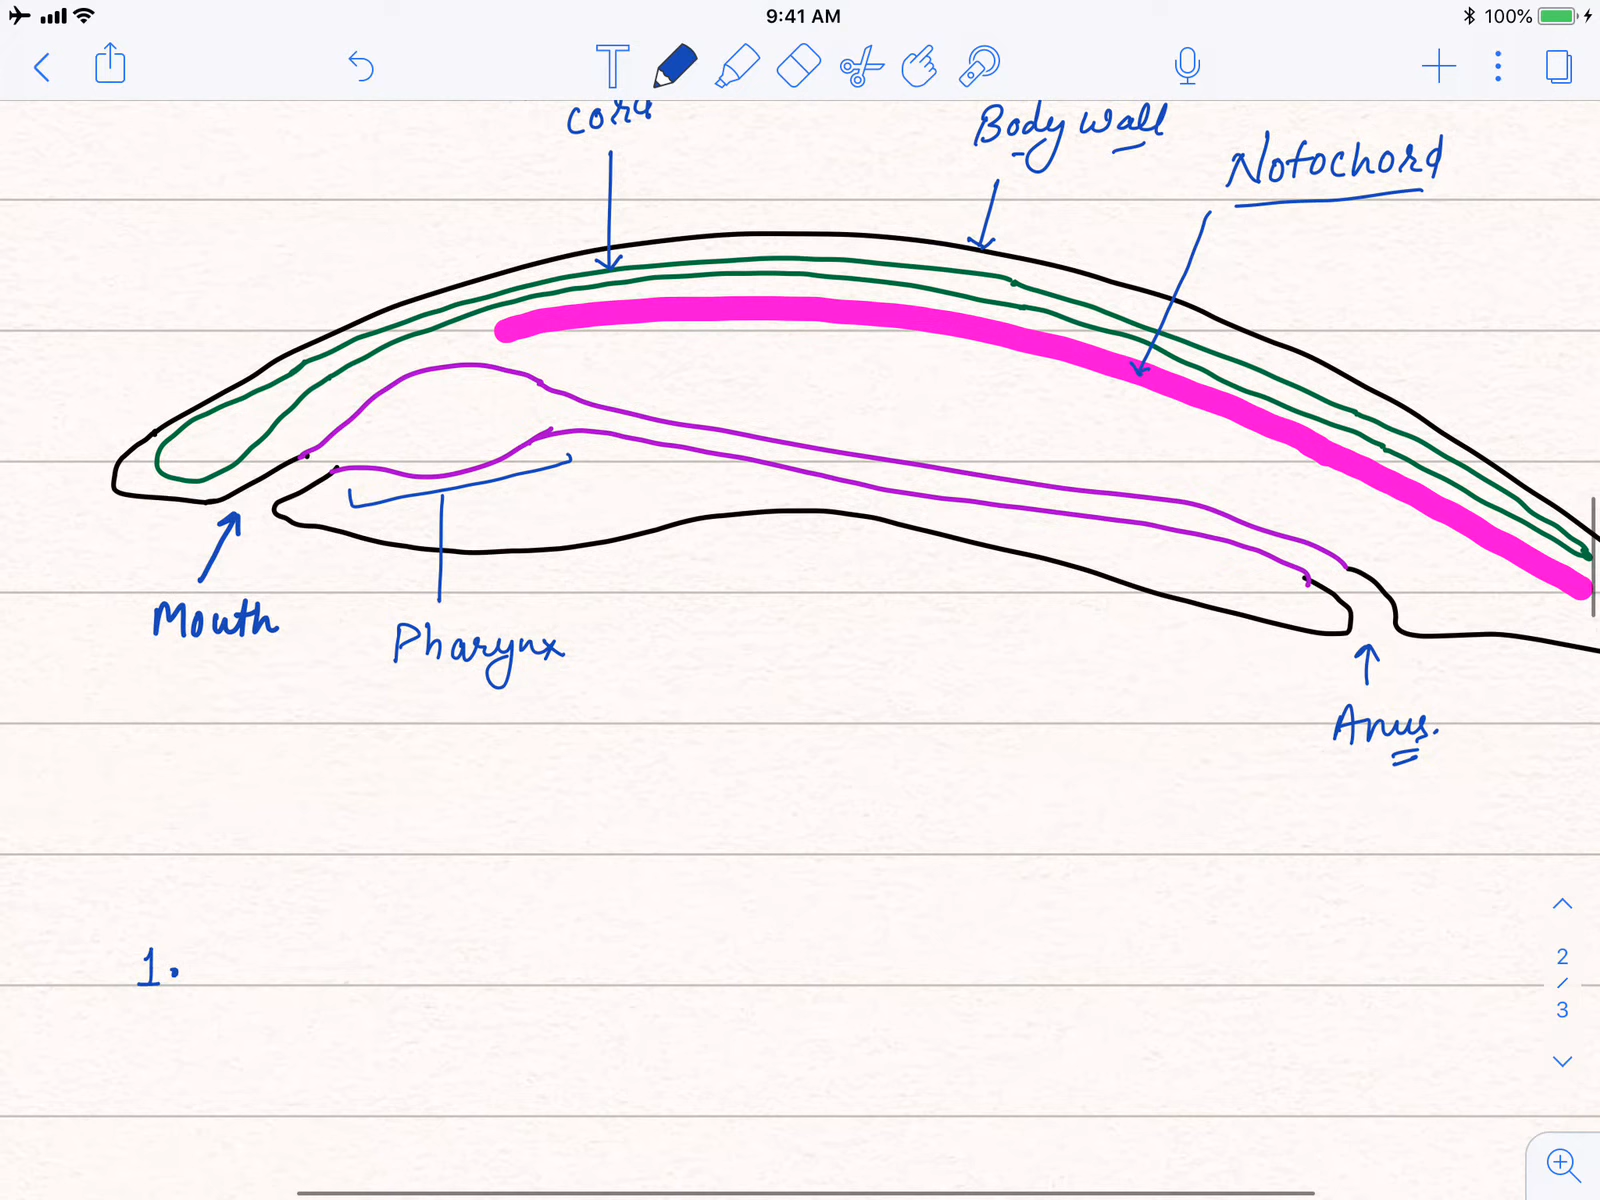 9:41 AM
100%
T
cord
Body wall
Notochord
Mouth
Pharynx
Anus.
1.
2
/
3